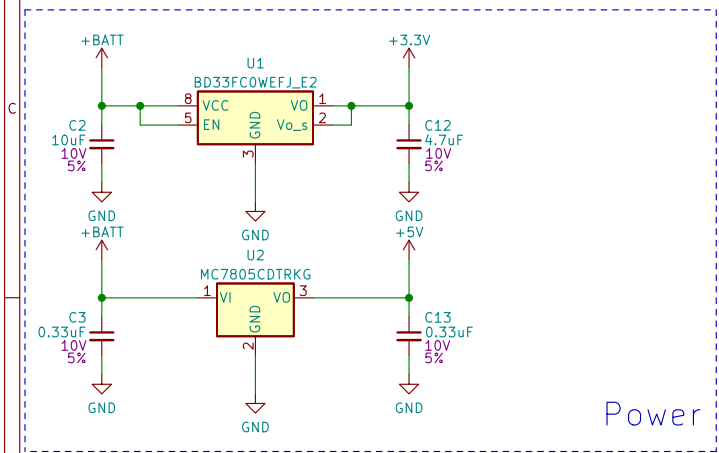 C
+BATT
+3.3V
U1
BD33FC0WEFJ_E2
8 VCC VO 1
5 EN Vo_s 2
GND
3
C2
10uF
10V
5%
C12
4.7uF
10V
5%
GND
GND
GND
+BATT
+5V
U2
MC7805CDTRKG
1 VI VO 3
GND
2
C3
0.33uF
10V
5%
C13
0.33uF
10V
5%
GND
GND
GND
Power